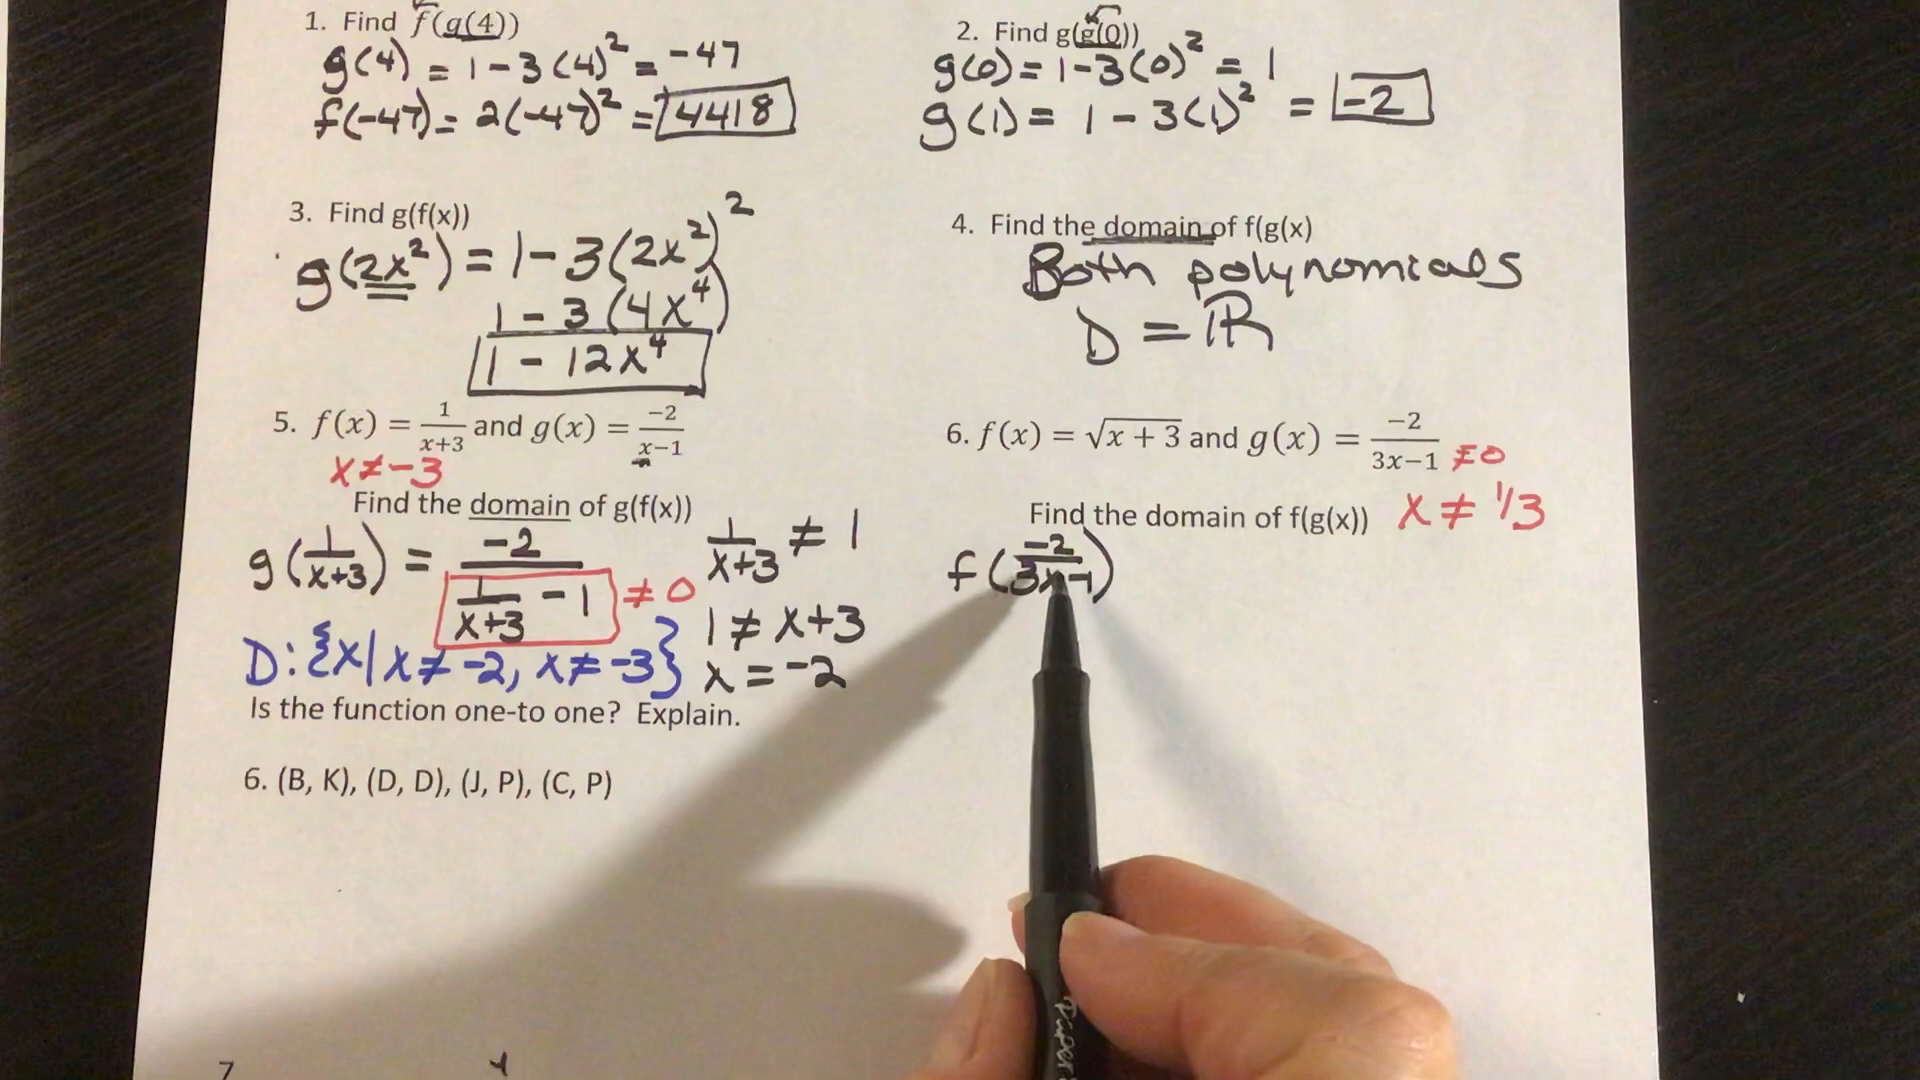 1. Find f(g(4))
g(4) = 1-3(4)² = -47
f(-47) = 2(-47)² = 4418
2. Find g(g(0))
g(0) = 1-3(0)² = 1
g(1) = 1-3(1)² = -2
3. Find g(f(x))
g(2x²) = 1-3(2x²)²
1-3(4x⁴)
1-12x⁴
4. Find the domain of f(g(x)
Both polynomials
D = ℝ
5. f(x) = 1/(x+3) and g(x) = -2/(x-1)
x ≠ -3
Find the domain of g(f(x))
g(1/(x+3)) = -2/(1/(x+3) - 1) ≠ 0
1/(x+3) ≠ 1
1 ≠ x+3
x = -2
D: {x| x ≠ -2, x ≠ -3}
6. f(x) = √(x+3) and g(x) = -2/(3x-1) ≠ 0
x ≠ 1/3
Find the domain of f(g(x))
f(-2/(3x-1))
Is the function one-to one? Explain.
6. (B, K), (D, D), (J, P), (C, P)
7